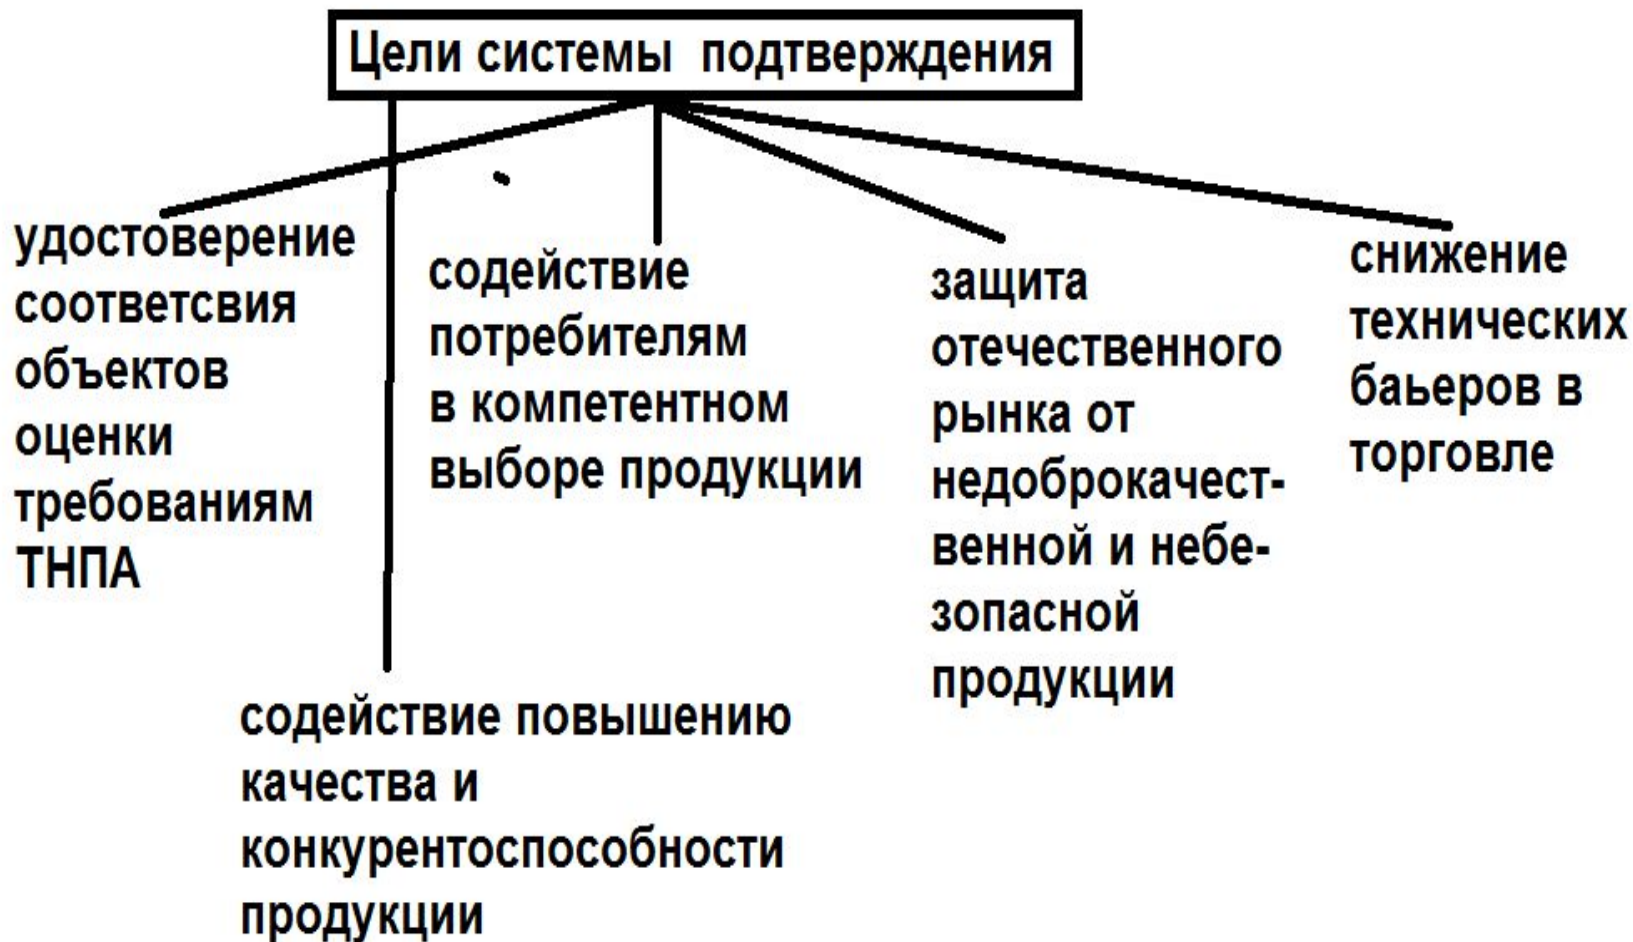 Цели системы подтверждения
удостоверение
соответсвия
объектов
оценки
требованиям
ТНПА
содействие
потребителям
в компетентном
выборе продукции
защита
отечественного
рынка от
недоброкачест-
венной и небе-
зопасной
продукции
снижение
технических
баьеров в
торговле
содействие повышению
качества и
конкурентоспособности
продукции